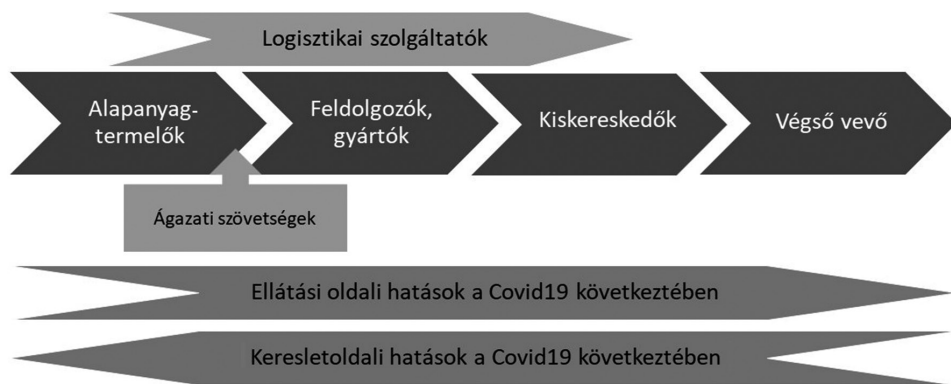 Logisztikai szolgáltatók
Alapanyag-
termelők
Feldolgozók,
gyártók
Kiskereskedők
Végső vevő
Ágazati szövetségek
Ellátási oldali hatások a Covid19 következtében
Keresletoldali hatások a Covid19 következtében